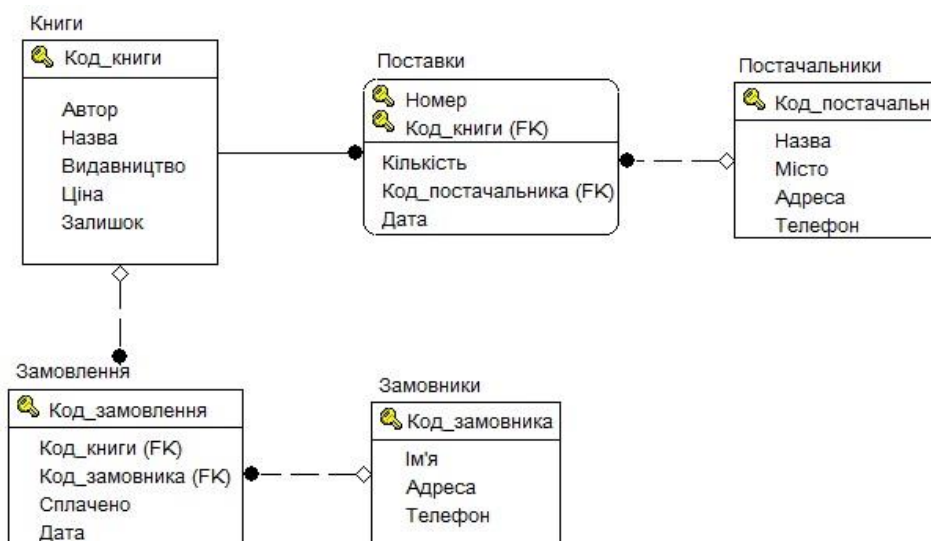 Книги
Код_книги
Автор
Назва
Видавництво
Ціна
Залишок
Поставки
Номер
Код_книги (FK)
Кількість
Код_постачальника (FK)
Дата
Постачальники
Код_постачальн
Назва
Місто
Адреса
Телефон
Замовлення
Код_замовлення
Код_книги (FK)
Код_замовника (FK)
Сплачено
Дата
Замовники
Код_замовника
Ім'я
Адреса
Телефон